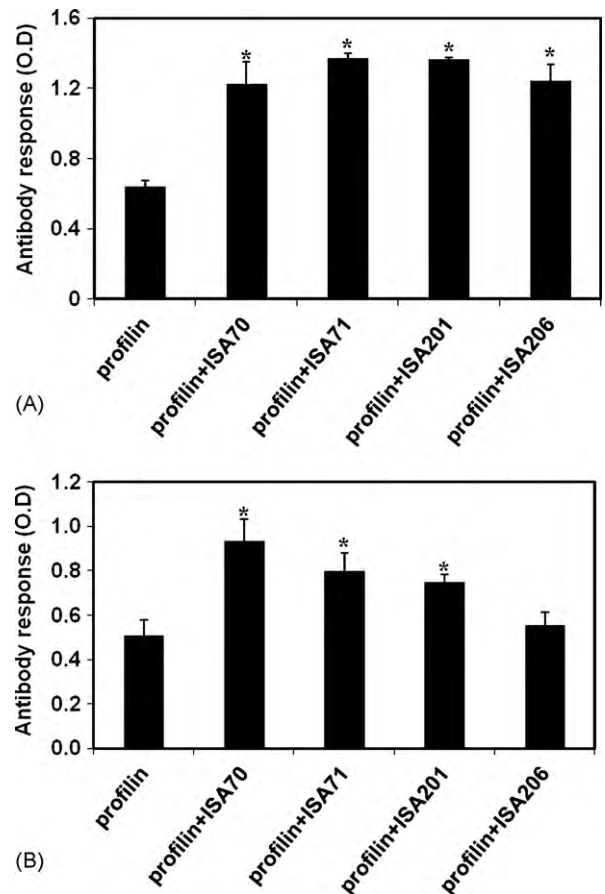 1.6
1.2
0.8
0.4
0
Antibody response (O.D)
*
*
*
*
profilin
profilin+ISA70
profilin+ISA71
profilin+ISA201
profilin+ISA206
(A)
1.2
1.0
0.8
0.6
0.4
0.2
0.0
Antibody response (O.D)
*
*
*
profilin
profilin+ISA70
profilin+ISA71
profilin+ISA201
profilin+ISA206
(B)